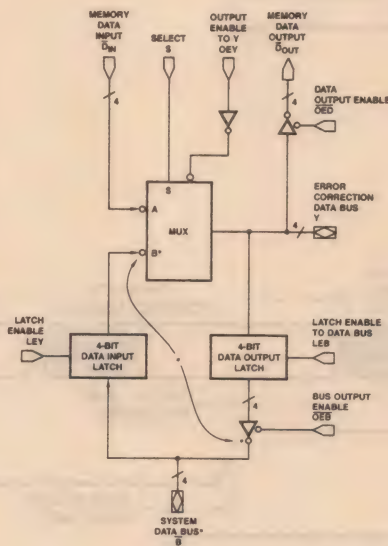 MEMORY
DATA
INPUT
D̅IN
SELECT
S
OUTPUT
ENABLE
TO Y
OEY
MEMORY
DATA
OUTPUT
D̅OUT
4
4
DATA
OUTPUT ENABLE
O̅E̅D̅
S
A
MUX
B*
4
ERROR
CORRECTION
DATA BUS
Y
LATCH
ENABLE
LEY
4-BIT
DATA INPUT
LATCH
4-BIT
DATA OUTPUT
LATCH
LATCH ENABLE
TO DATA BUS
LEB
4
BUS OUTPUT
ENABLE
O̅E̅B̅
*
*
4
SYSTEM
DATA BUS*
B̅